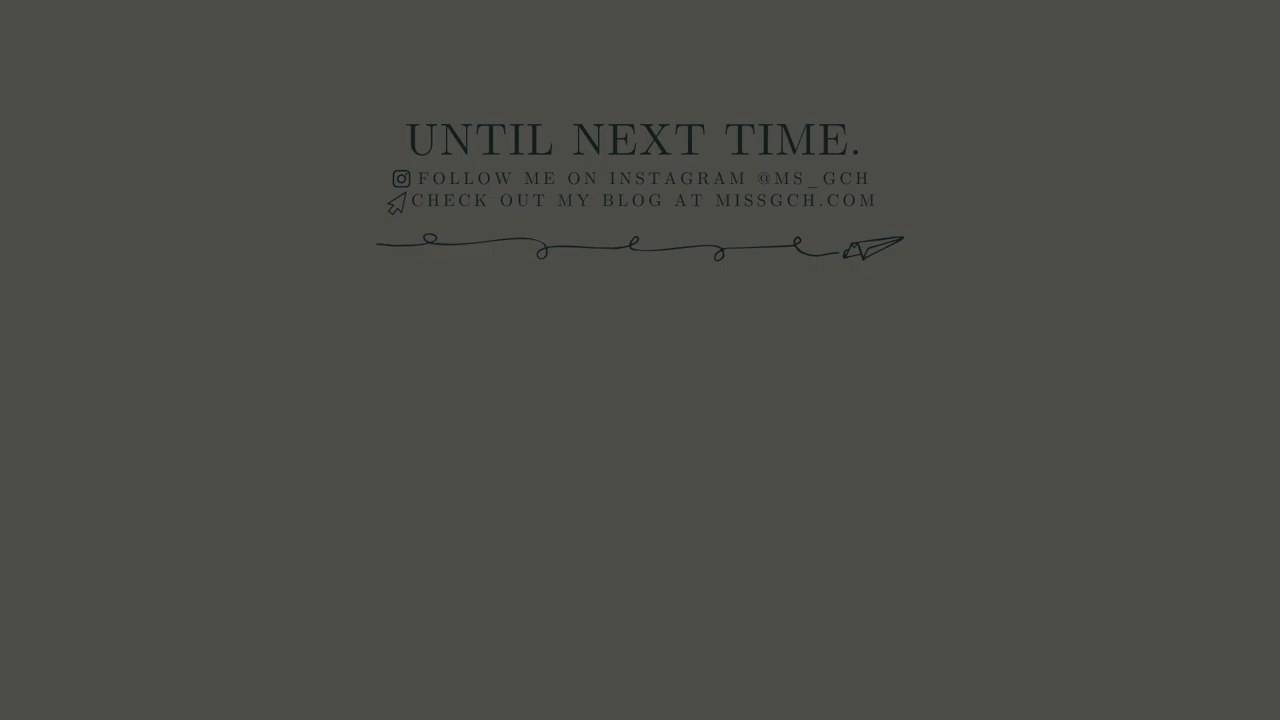 UNTIL NEXT TIME.
FOLLOW ME ON INSTAGRAM @MS_GCH
CHECK OUT MY BLOG AT MISSGCH.COM